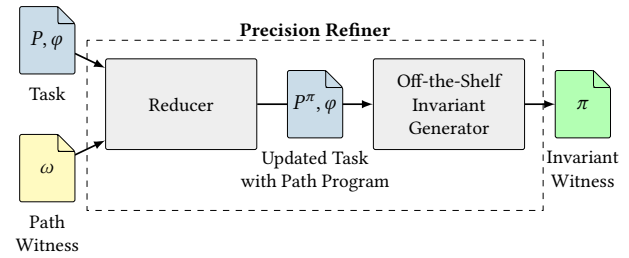 Precision Refiner
P, φ
Task
Reducer
P^π, φ
Updated Task
with Path Program
Off-the-Shelf
Invariant
Generator
π
Invariant
Witness
ω
Path
Witness